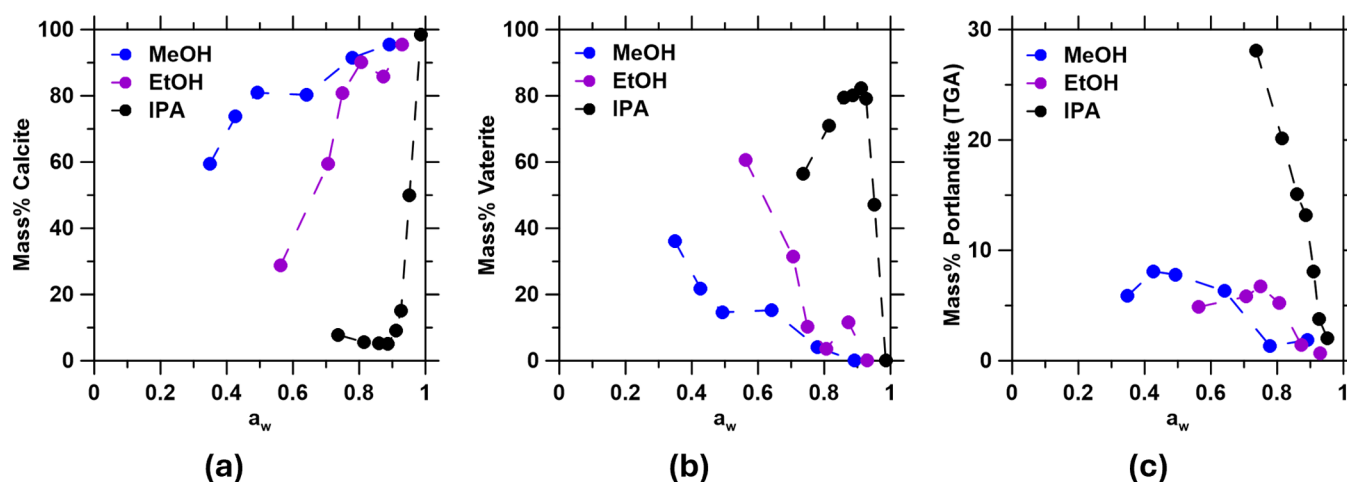 Mass% Calcite
100
80
60
40
20
0
MeOH
EtOH
IPA
0 0.2 0.4 0.6 0.8 1
a_w
(a)
Mass% Vaterite
100
80
60
40
20
0
MeOH
EtOH
IPA
0 0.2 0.4 0.6 0.8 1
a_w
(b)
Mass% Portlandite (TGA)
30
20
10
0
MeOH
EtOH
IPA
0 0.2 0.4 0.6 0.8 1
a_w
(c)